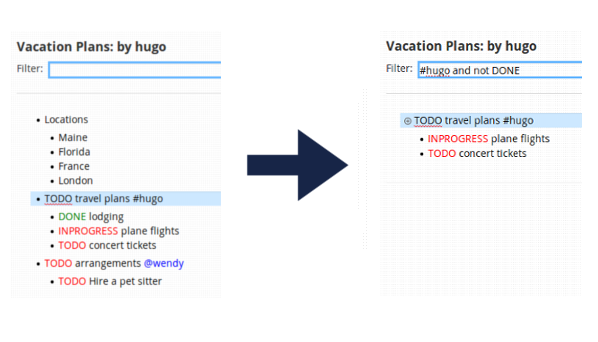 Vacation Plans: by hugo
Filter:
Locations
Maine
Florida
France
London
TODO travel plans #hugo
DONE lodging
INPROGRESS plane flights
TODO concert tickets
TODO arrangements @wendy
TODO Hire a pet sitter
Vacation Plans: by hugo
Filter: #hugo and not DONE
TODO travel plans #hugo
INPROGRESS plane flights
TODO concert tickets